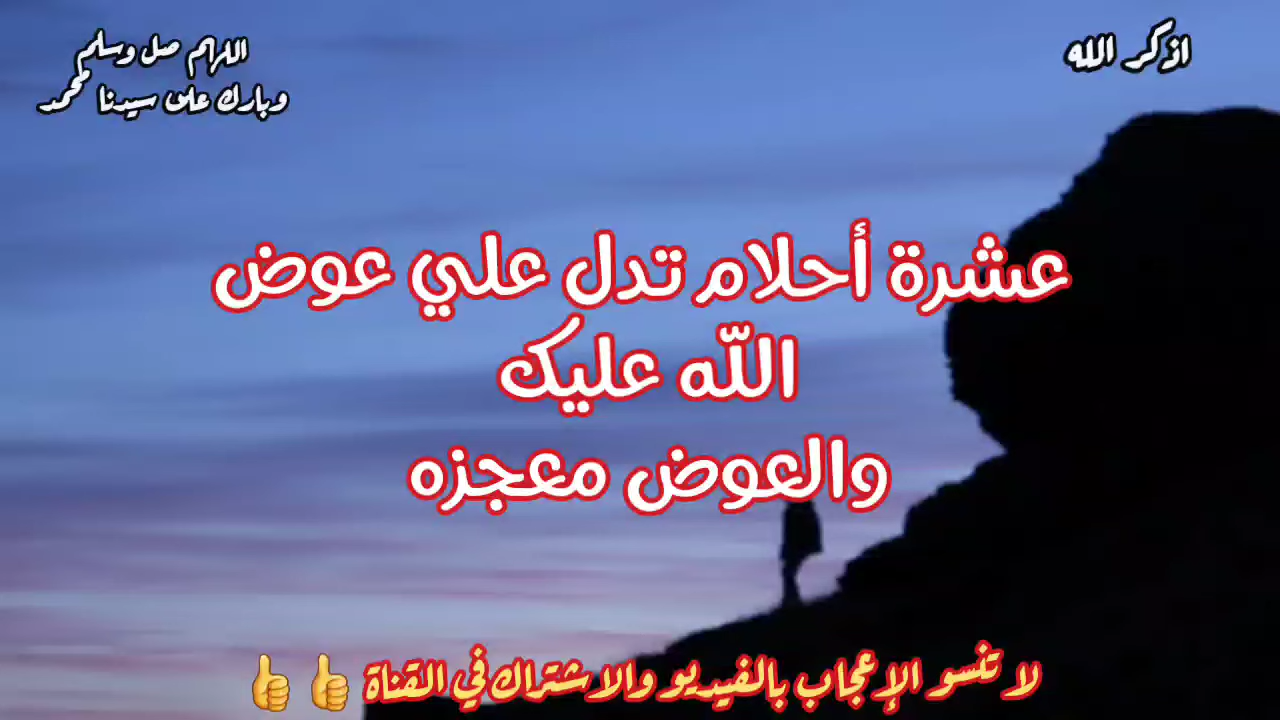 اذكر الله
اللهم صل وسلم
وبارك على سيدنا محمد
عشرة أحلام تدل علي عوض
الله عليك
والعوض معجزه
لا تنسو الإعجاب بالفيديو والاشتراك في القناة 👍👍